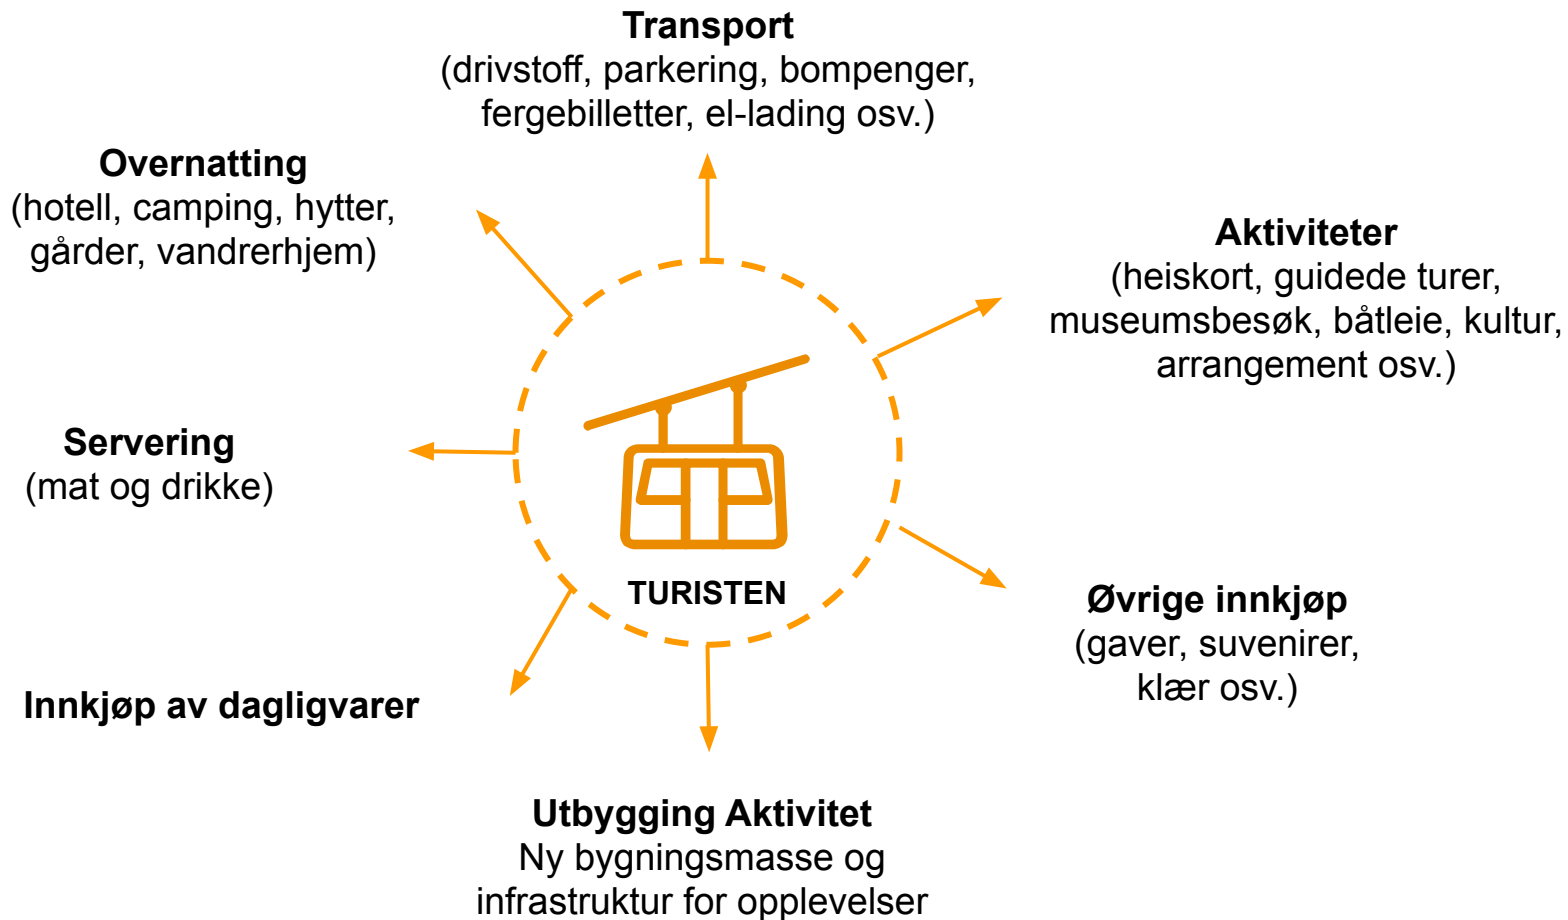 Transport
(drivstoff, parkering, bompenger,
fergebilletter, el-lading osv.)
Overnatting
(hotell, camping, hytter,
gårder, vandrerhjem)
Aktiviteter
(heiskort, guidede turer,
museumsbesøk, båtleie, kultur,
arrangement osv.)
Servering
(mat og drikke)
TURISTEN
Øvrige innkjøp
(gaver, suvenirer,
klær osv.)
Innkjøp av dagligvarer
Utbygging Aktivitet
Ny bygningsmasse og
infrastruktur for opplevelser